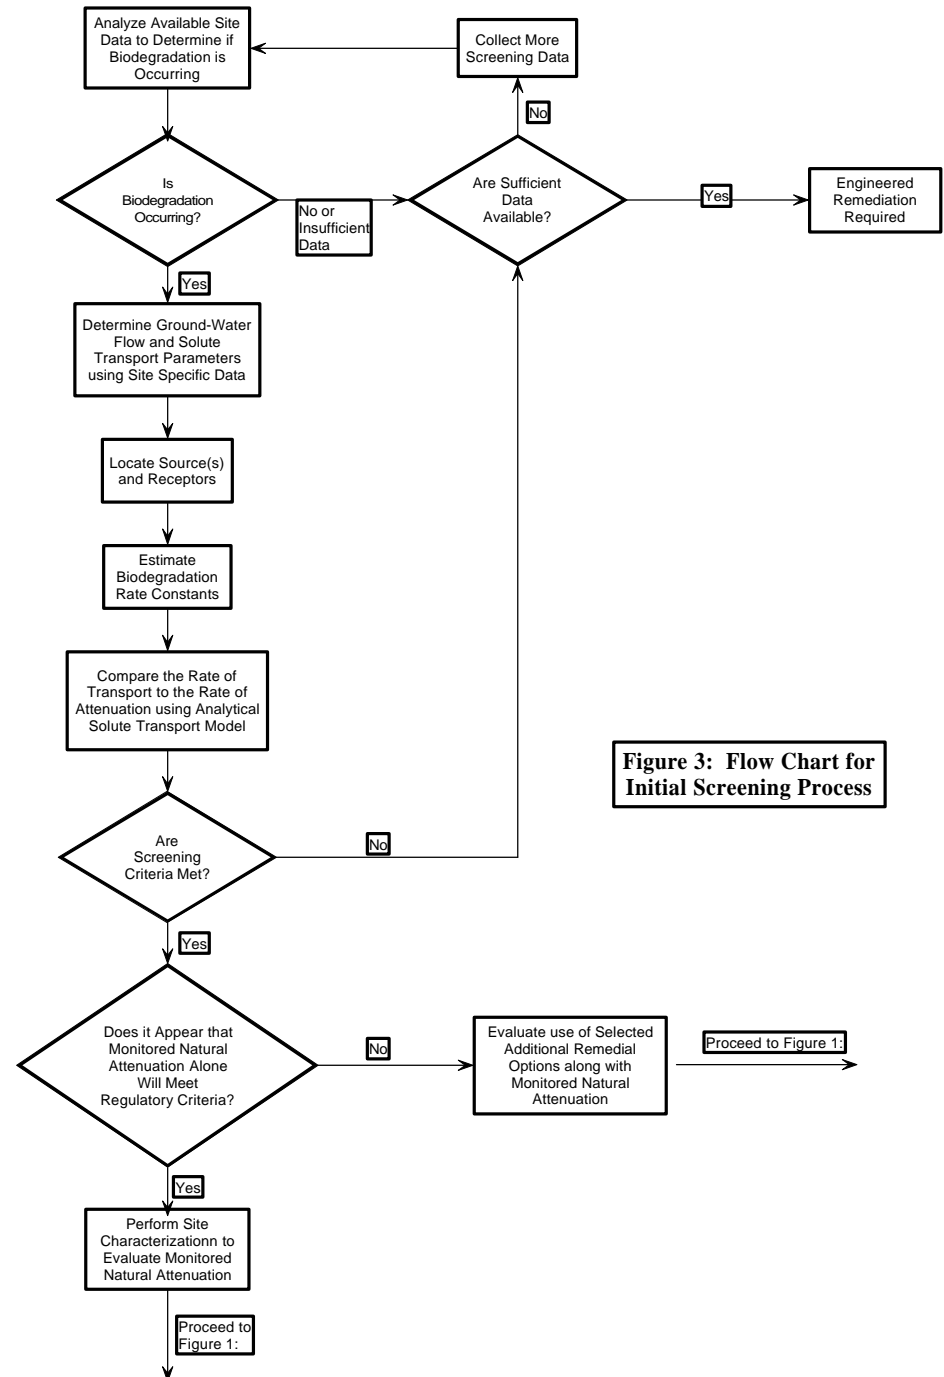 Analyze Available Site
Data to Determine if
Biodegradation is
Occurring
Collect More
Screening Data
No
Is
Biodegradation
Occurring?
No or
Insufficient
Data
Are Sufficient
Data
Available?
Yes
Engineered
Remediation
Required
Yes
Determine Ground-Water
Flow and Solute
Transport Parameters
using Site Specific Data
Locate Source(s)
and Receptors
Estimate
Biodegradation
Rate Constants
Compare the Rate of
Transport to the Rate of
Attenuation using Analytical
Solute Transport Model
Figure 3: Flow Chart for
Initial Screening Process
Are
Screening
Criteria Met?
No
Yes
Does it Appear that
Monitored Natural
Attenuation Alone
Will Meet
Regulatory Criteria?
No
Evaluate use of Selected
Additional Remedial
Options along with
Monitored Natural
Attenuation
Proceed to Figure 1:
Yes
Perform Site
Characterizationn to
Evaluate Monitored
Natural Attenuation
Proceed to
Figure 1: